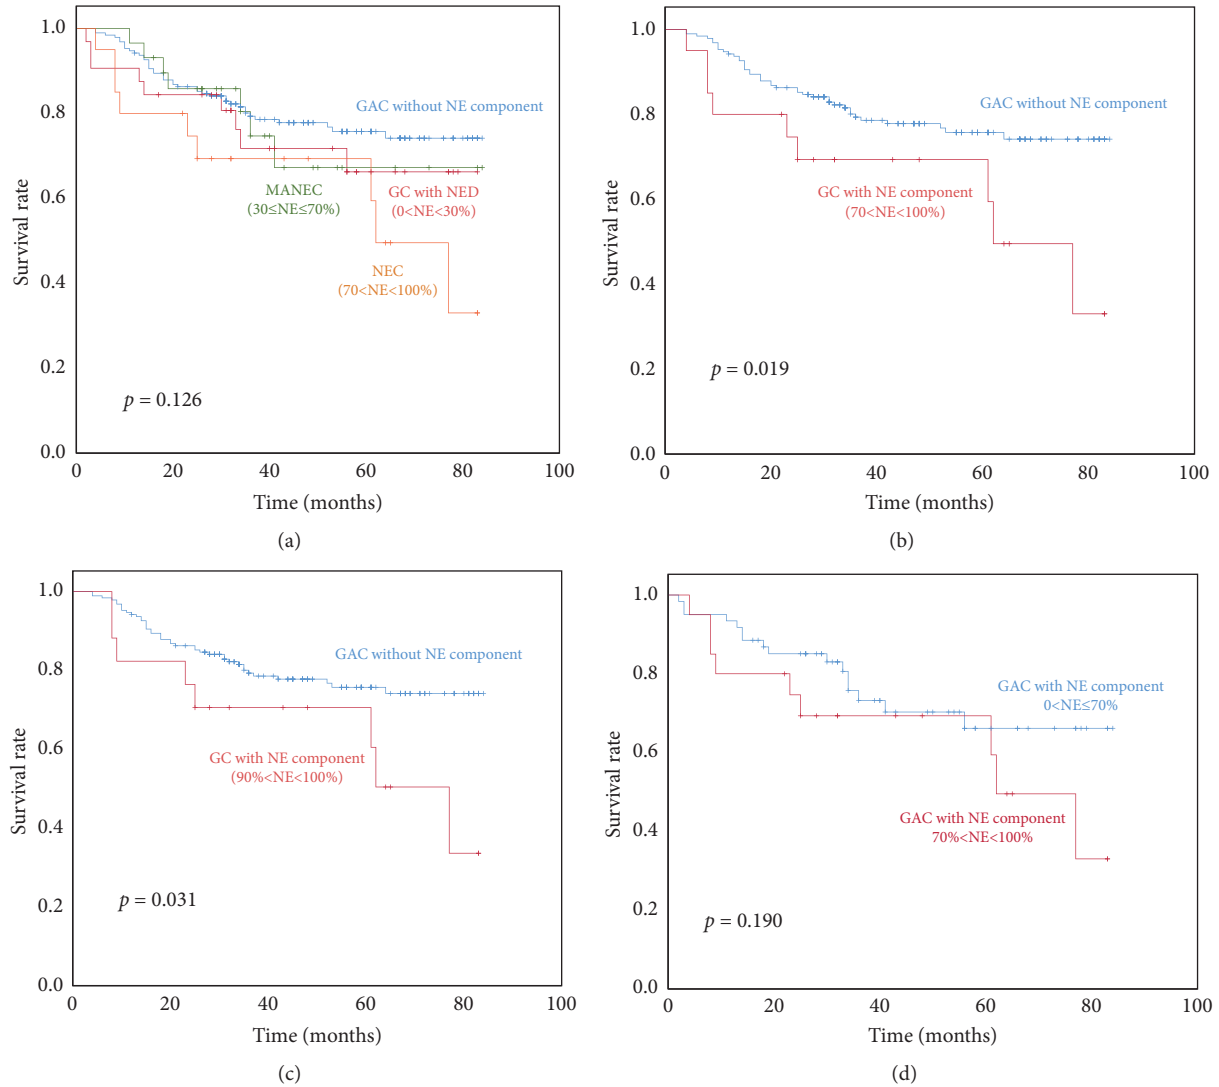 1.0
0.8
0.6
0.4
0.2
0.0
Survival rate
GAC without NE component
MANEC
(30≤NE≤70%)
GC with NED
(0<NE<30%)
NEC
(70<NE<100%)
p = 0.126
0 20 40 60 80 100
Time (months)
(a)
1.0
0.8
0.6
0.4
0.2
0.0
Survival rate
GAC without NE component
GC with NE component
(70<NE<100%)
p = 0.019
0 20 40 60 80 100
Time (months)
(b)
1.0
0.8
0.6
0.4
0.2
0.0
Survival rate
GAC without NE component
GC with NE component
(90%<NE<100%)
p = 0.031
0 20 40 60 80 100
Time (months)
(c)
1.0
0.8
0.6
0.4
0.2
0.0
Survival rate
GAC with NE component
0<NE≤70%
GAC with NE component
70%<NE<100%
p = 0.190
0 20 40 60 80 100
Time (months)
(d)